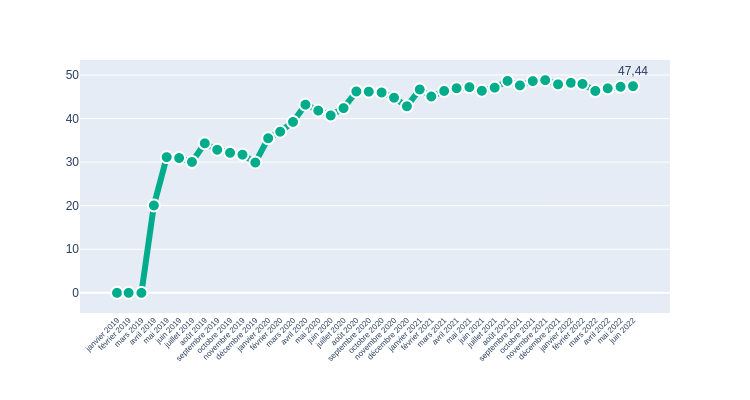 47,44
50
40
30
20
10
0
janvier 2019
février 2019
mars 2019
avril 2019
mai 2019
juin 2019
juillet 2019
août 2019
septembre 2019
octobre 2019
novembre 2019
décembre 2019
janvier 2020
février 2020
mars 2020
avril 2020
mai 2020
juin 2020
juillet 2020
août 2020
septembre 2020
octobre 2020
novembre 2020
décembre 2020
janvier 2021
février 2021
mars 2021
avril 2021
mai 2021
juin 2021
juillet 2021
août 2021
septembre 2021
octobre 2021
novembre 2021
décembre 2021
janvier 2022
février 2022
mars 2022
avril 2022
mai 2022
juin 2022